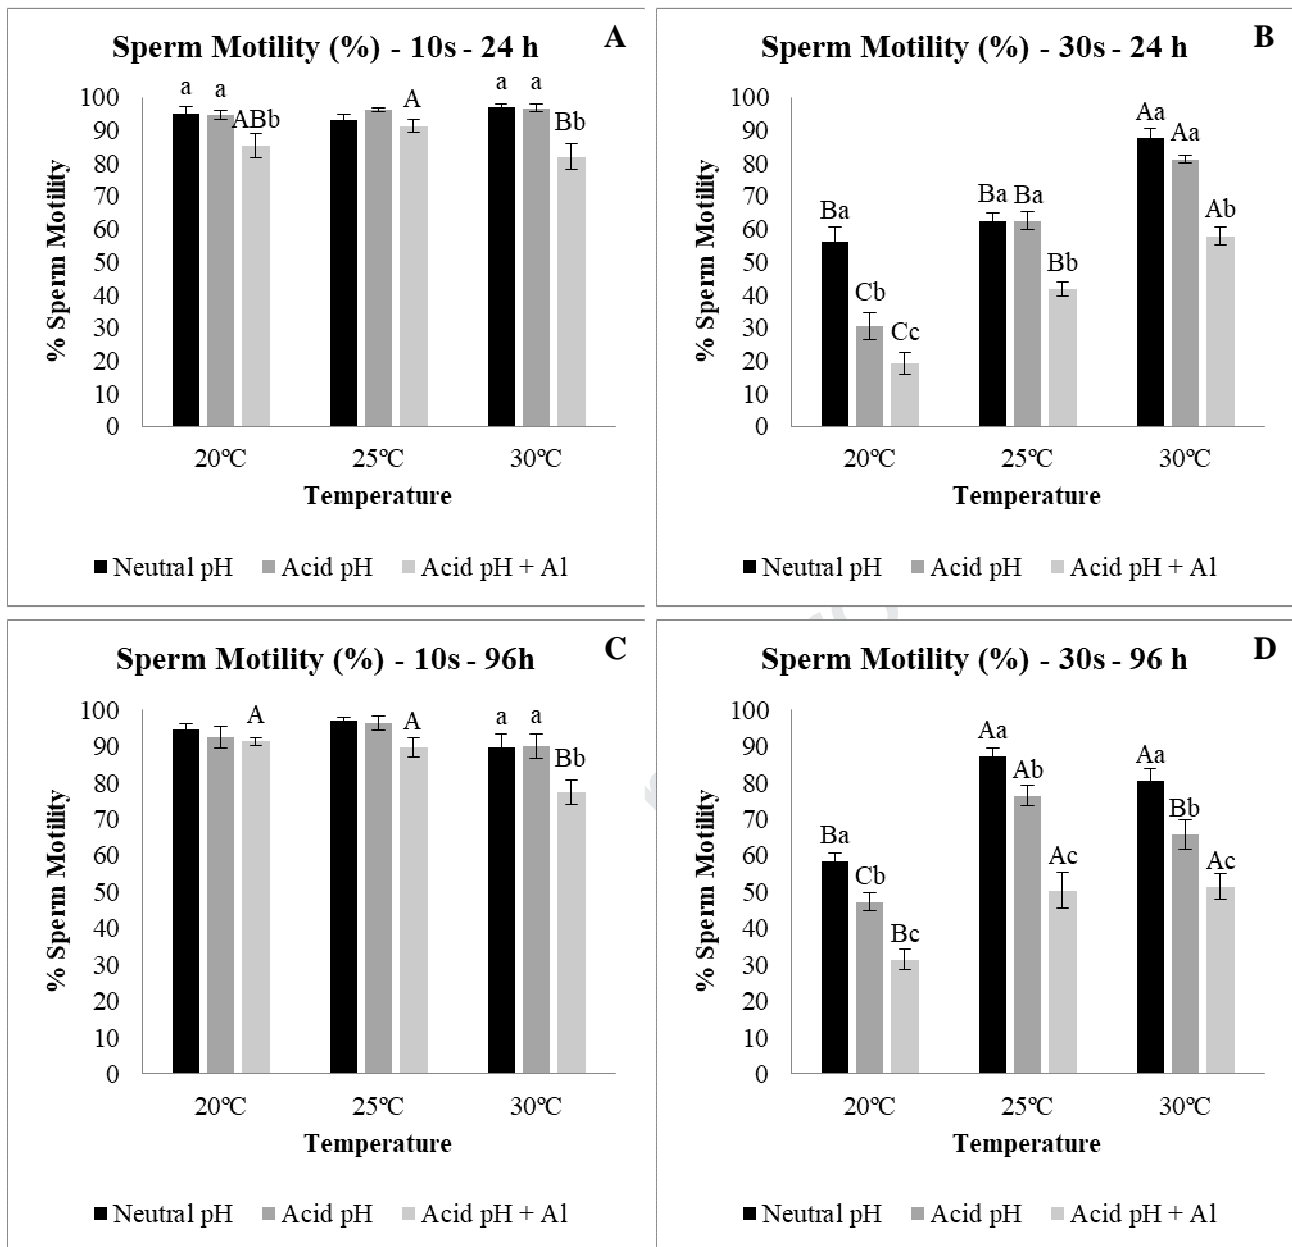 Sperm Motility (%) - 10s - 24 h
A
a a ABb A a a Bb
% Sperm Motility
100
90
80
70
60
50
40
30
20
10
0
20ºC 25ºC 30ºC
Temperature
Neutral pH Acid pH Acid pH + Al
Sperm Motility (%) - 30s - 24 h
B
Ba Cb Cc Ba Ba Bb Aa Aa Ab
% Sperm Motility
100
90
80
70
60
50
40
30
20
10
0
20ºC 25ºC 30ºC
Temperature
Neutral pH Acid pH Acid pH + Al
Sperm Motility (%) - 10s - 96h
C
A A a a Bb
% Sperm Motility
100
90
80
70
60
50
40
30
20
10
0
20ºC 25ºC 30ºC
Temperature
Neutral pH Acid pH Acid pH + Al
Sperm Motility (%) - 30s - 96 h
D
Ba Cb Bc Aa Ab Ac Aa Bb Ac
% Sperm Motility
100
90
80
70
60
50
40
30
20
10
0
20ºC 25ºC 30ºC
Temperature
Neutral pH Acid pH Acid pH + Al